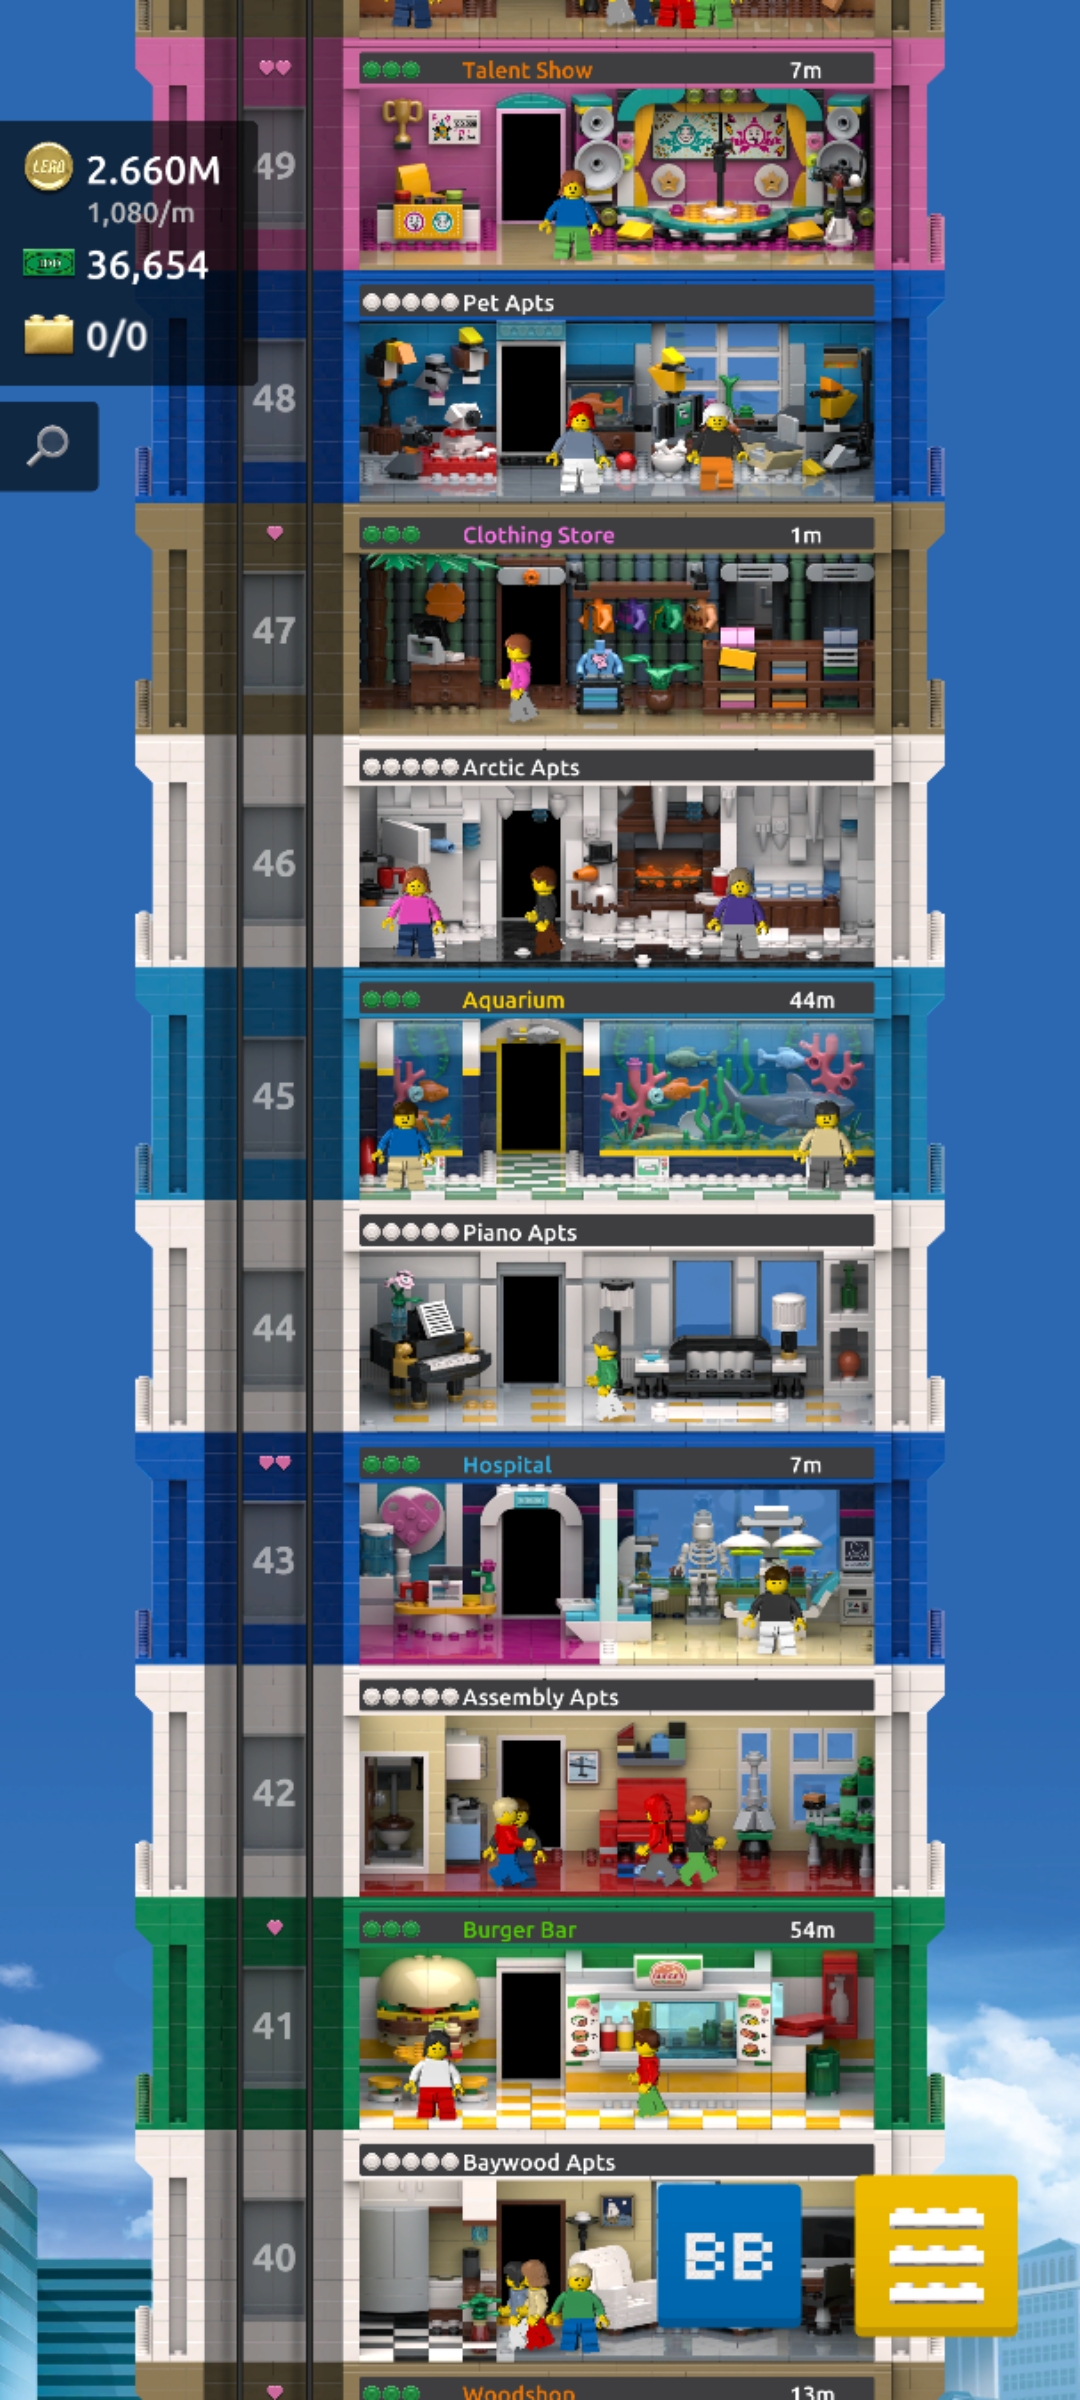 Talent Show 7m
49
LEGO 2.660M
1,080/m
36,654
0/0
Pet Apts
48
Clothing Store 1m
47
Arctic Apts
46
Aquarium 44m
45
Piano Apts
44
Hospital 7m
43
Assembly Apts
42
Burger Bar 54m
41
Baywood Apts
40
BB
Woodshop 13m